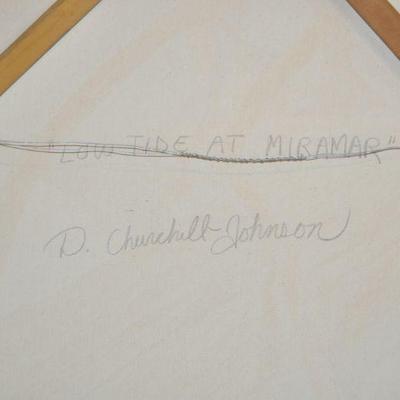 "LOW TIDE AT MIRAMAR"
D. Churchill-Johnson